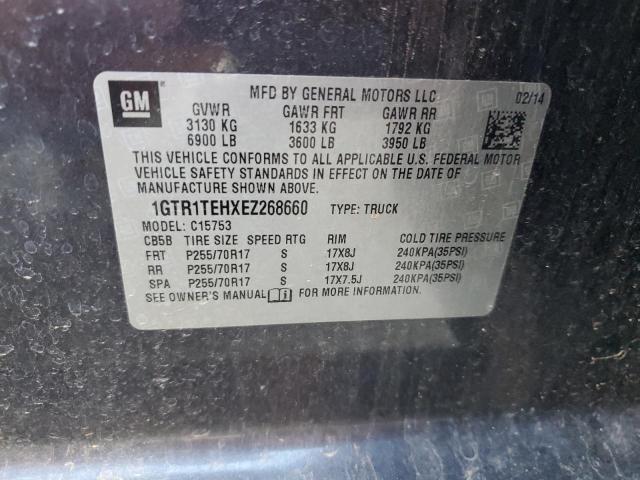 GM
MFD BY GENERAL MOTORS LLC 02/14
GVWR GAWR FRT GAWR RR
3130 KG 1633 KG 1792 KG
6900 LB 3600 LB 3950 LB
THIS VEHICLE CONFORMS TO ALL APPLICABLE U.S. FEDERAL MOTOR
VEHICLE SAFETY STANDARDS IN EFFECT ON THE DATE OF
MANUFACTURE SHOWN ABOVE.
1GTR1TEHXEZ268660 TYPE: TRUCK
MODEL: C15753
CB5B TIRE SIZE SPEED RTG RIM COLD TIRE PRESSURE
FRT P255/70R17 S 17X8J 240KPA(35PSI)
RR P255/70R17 S 17X8J 240KPA(35PSI)
SPA P255/70R17 S 17X7.5J 240KPA(35PSI)
SEE OWNER'S MANUAL FOR MORE INFORMATION.